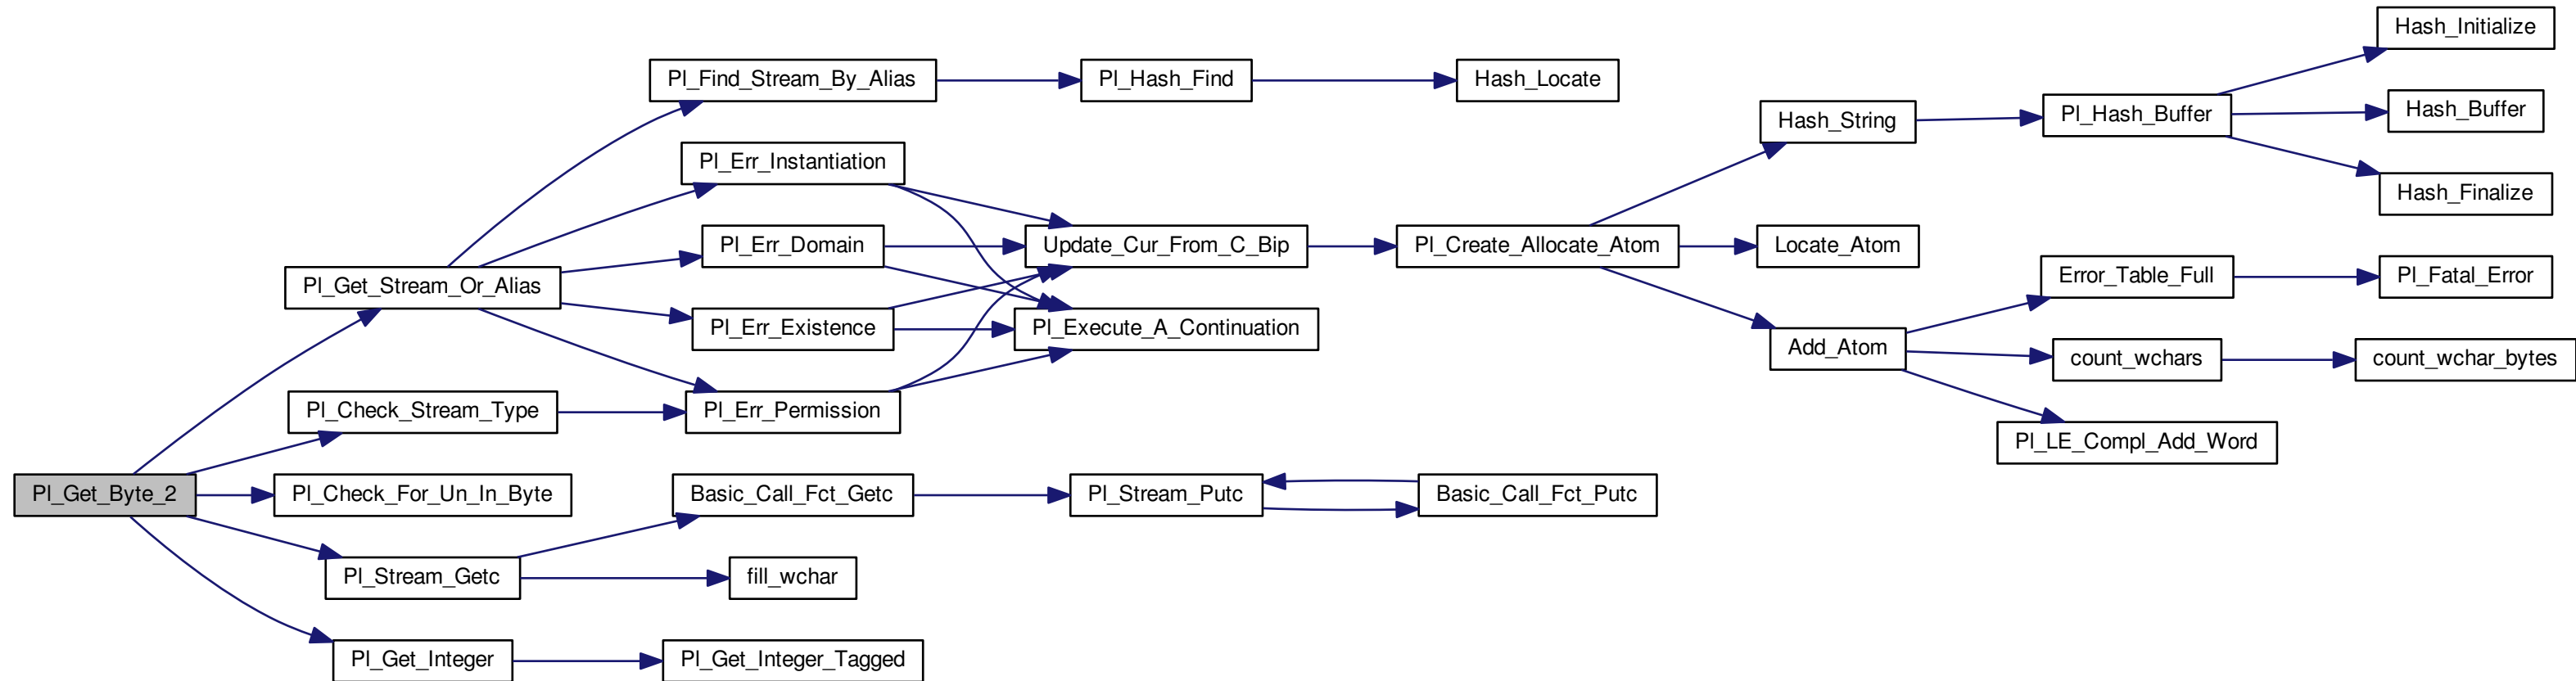 Hash_Initialize
Pl_Find_Stream_By_Alias
Pl_Hash_Find
Hash_Locate
Hash_String
Pl_Hash_Buffer
Hash_Buffer
Pl_Err_Instantiation
Hash_Finalize
Pl_Err_Domain
Update_Cur_From_C_Bip
Pl_Create_Allocate_Atom
Locate_Atom
Pl_Get_Stream_Or_Alias
Error_Table_Full
Pl_Fatal_Error
Pl_Err_Existence
Pl_Execute_A_Continuation
Add_Atom
count_wchars
count_wchar_bytes
Pl_Check_Stream_Type
Pl_Err_Permission
Pl_LE_Compl_Add_Word
Pl_Get_Byte_2
Pl_Check_For_Un_In_Byte
Basic_Call_Fct_Getc
Pl_Stream_Putc
Basic_Call_Fct_Putc
Pl_Stream_Getc
fill_wchar
Pl_Get_Integer
Pl_Get_Integer_Tagged